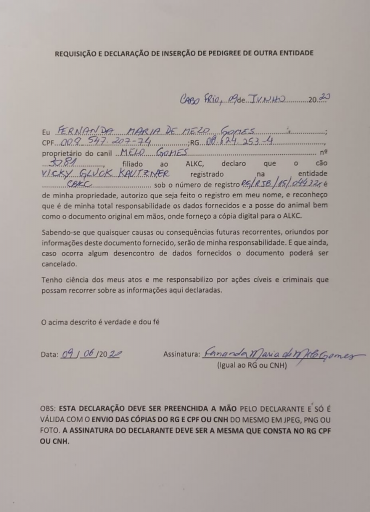 REQUISIÇÃO E DECLARAÇÃO DE INSERÇÃO DE PEDIGREE DE OUTRA ENTIDADE
CABO FRIO, 09 de JUNHO 20 20
Eu FERNANDA MARIA DE MELO GOMES ;
CPF 009 547 207-74 ;RG 09.674 253-4
proprietário do canil MELO GOMES nº
5081 , filiado ao ALKC, declaro que o cão
VICKY GLUCK KAUTZNER registrado na entidade
CBKC sob o número de registro é
de minha propriedade, autorizo que seja feito o registro em meu nome, e reconheço
que é de minha total responsabilidade os dados fornecidos e a posse do animal bem
como o documento original em mãos, onde forneço a cópia digital para o ALKC.
Sabendo-se que quaisquer causas ou consequências futuras recorrentes, oriundos por
informações deste documento fornecido, serão de minha responsabilidade. E que ainda,
caso ocorra algum desencontro de dados fornecidos o documento poderá ser
cancelado.
Tenho ciência dos meus atos e me responsabilizo por ações cíveis e criminais que
possam recorrer sobre as informações aqui declaradas.
O acima descrito é verdade e dou fé
Data: 09 / 06 /20 20 Assinatura: Fernanda Maria de Melo Gomes
(Igual ao RG ou CNH)
OBS: ESTA DECLARAÇÃO DEVE SER PREENCHIDA A MÃO PELO DECLARANTE E SÓ É
VÁLIDA COM O ENVIO DAS CÓPIAS DO RG E CPF OU CNH DO MESMO EM JPEG, PNG OU
FOTO. A ASSINATURA DO DECLARANTE DEVE SER A MESMA QUE CONSTA NO RG CPF
OU CNH.